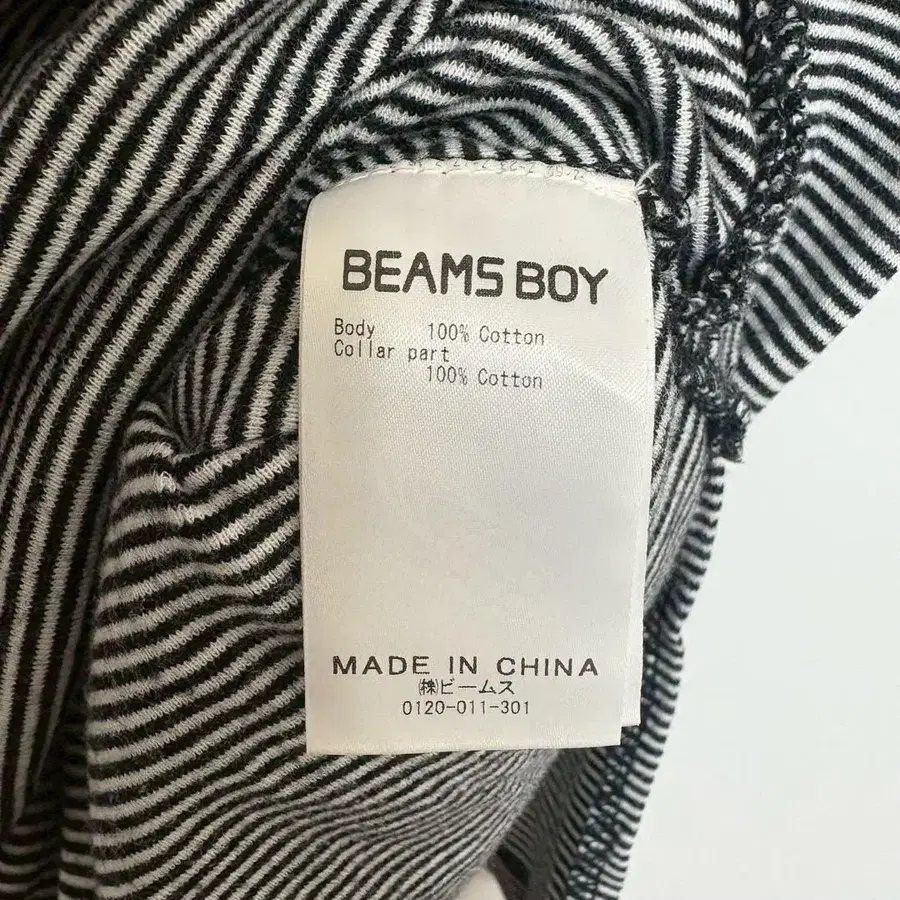 BEAMS BOY
Body 100% Cotton
Collar part
100% Cotton
MADE IN CHINA
㈱ビームス
0120-011-301